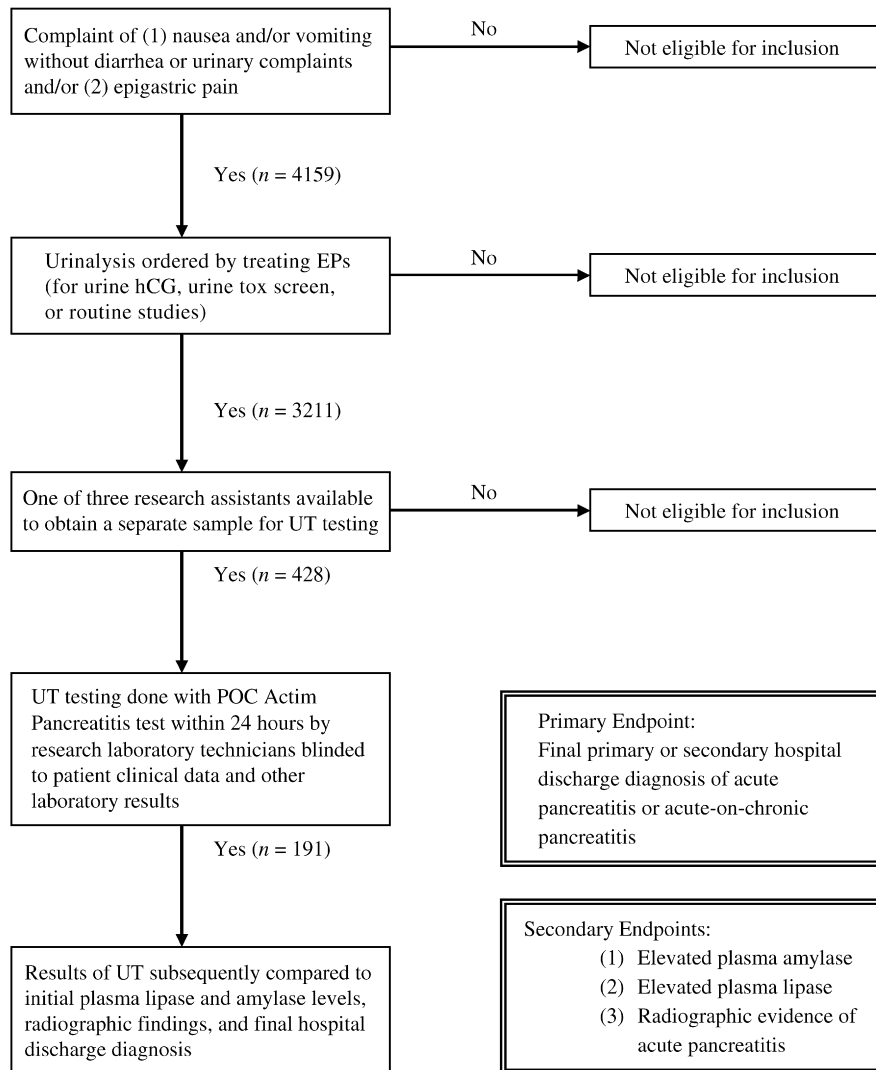 Complaint of (1) nausea and/or vomiting
without diarrhea or urinary complaints
and/or (2) epigastric pain
No
Not eligible for inclusion
Yes (n = 4159)
Urinalysis ordered by treating EPs
(for urine hCG, urine tox screen,
or routine studies)
No
Not eligible for inclusion
Yes (n = 3211)
One of three research assistants available
to obtain a separate sample for UT testing
No
Not eligible for inclusion
Yes (n = 428)
UT testing done with POC Actim
Pancreatitis test within 24 hours by
research laboratory technicians blinded
to patient clinical data and other
laboratory results
Primary Endpoint:
Final primary or secondary hospital
discharge diagnosis of acute
pancreatitis or acute-on-chronic
pancreatitis
Yes (n = 191)
Results of UT subsequently compared to
initial plasma lipase and amylase levels,
radiographic findings, and final hospital
discharge diagnosis
Secondary Endpoints:
(1) Elevated plasma amylase
(2) Elevated plasma lipase
(3) Radiographic evidence of
acute pancreatitis